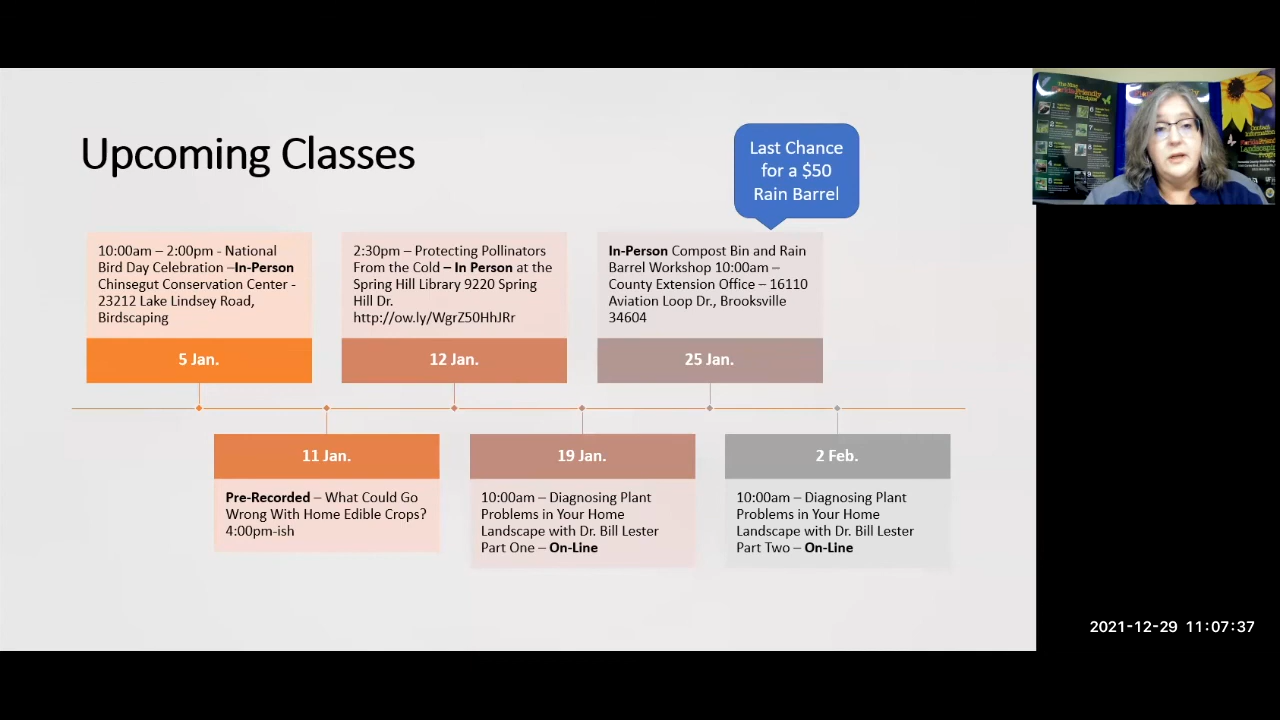 Upcoming Classes
Last Chance
for a $50
Rain Barrel
10:00am – 2:00pm - National
Bird Day Celebration –In-Person
Chinsegut Conservation Center -
23212 Lake Lindsey Road,
Birdscaping
5 Jan.
2:30pm – Protecting Pollinators
From the Cold – In Person at the
Spring Hill Library 9220 Spring
Hill Dr.
http://ow.ly/WgrZ50HhJRr
12 Jan.
In-Person Compost Bin and Rain
Barrel Workshop 10:00am –
County Extension Office – 16110
Aviation Loop Dr., Brooksville
34604
25 Jan.
11 Jan.
Pre-Recorded – What Could Go
Wrong With Home Edible Crops?
4:00pm-ish
19 Jan.
10:00am – Diagnosing Plant
Problems in Your Home
Landscape with Dr. Bill Lester
Part One – On-Line
2 Feb.
10:00am – Diagnosing Plant
Problems in Your Home
Landscape with Dr. Bill Lester
Part Two – On-Line
Contact
Information
2021-12-29 11:07:37